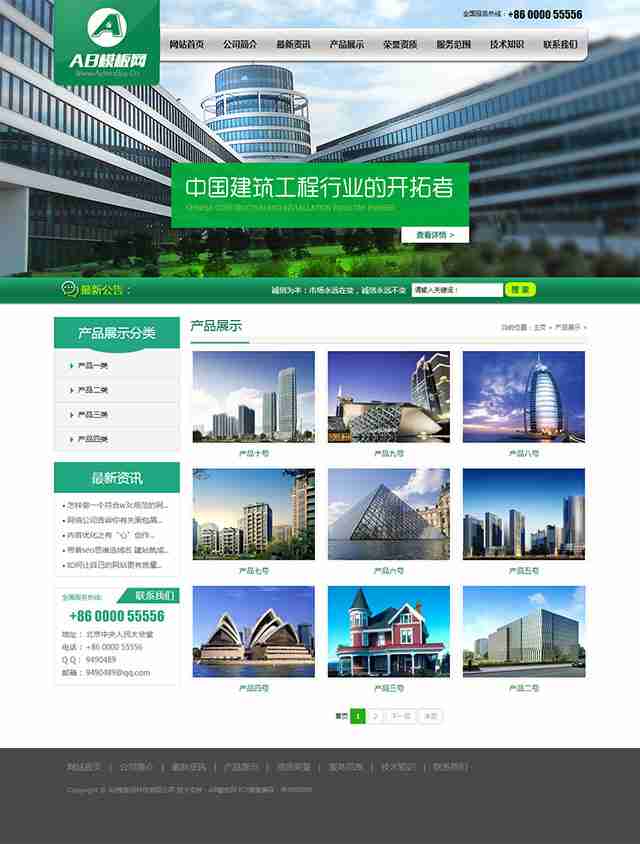 AB模板网
www.AdminBuy.Cn
全国服务热线：+86 0000 55556
网站首页 公司简介 最新资讯 产品展示 荣誉资质 服务范围 技术知识 联系我们
中国建筑工程行业的开拓者
CHINESE CONSTRUCTION AND INSTALLATION INDUSTRY PIONEER
查看详情 >
最新公告：
诚信为本：市场永远在变，诚信永远不变
请输入关键词！
搜 索
产品展示分类
产品一类
产品二类
产品三类
产品四类
最新资讯
• 怎样做一个符合w3c规范的网...
• 网络公司告诉你有关面包屑...
• 内容优化之有“心”创作...
• 带着seo思维选域名 建站就成...
• 如何让自己的网站更有质量...
全国服务热线: 联系我们
+86 0000 55556
地址： 北京中央人民大会堂
电话：+86 0000 55556
Q Q： 9490489
邮箱： 9490489@qq.com
产品展示
当前位置：主页 > 产品展示 >
产品十号 产品九号 产品八号
产品七号 产品六号 产品五号
产品四号 产品三号 产品二号
首页 1 2 下一页 末页
网站首页 | 公司简介 | 最新资讯 | 产品展示 | 资质荣誉 | 服务范围 | 技术知识 | 联系我们